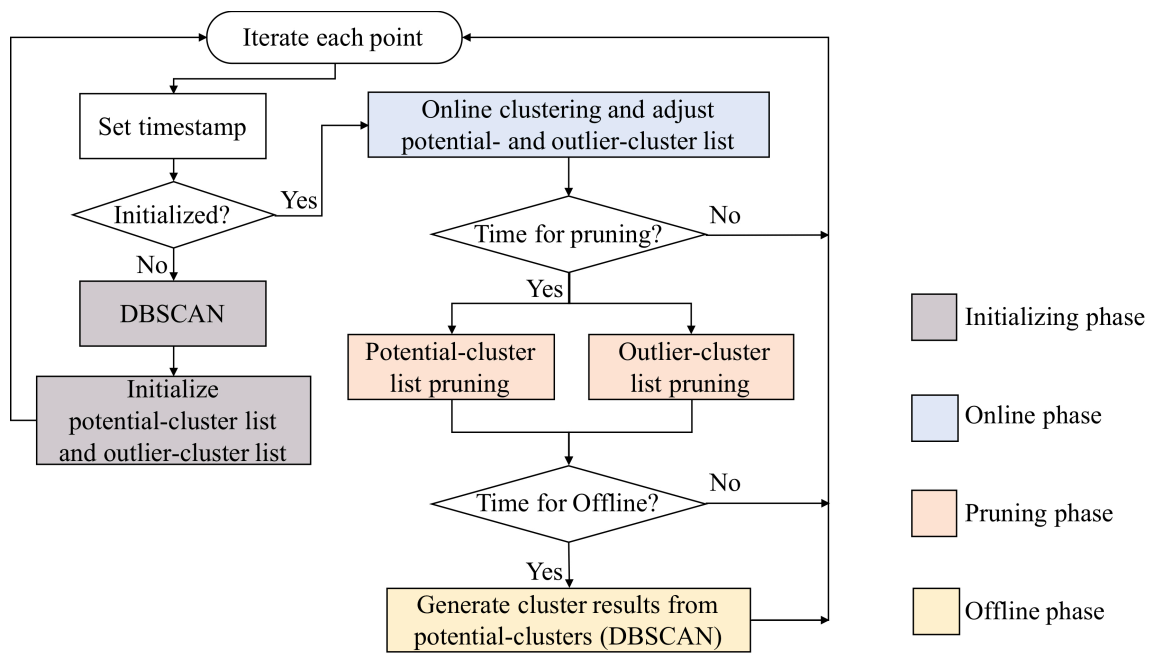 Iterate each point
Set timestamp
Initialized?
Yes
No
DBSCAN
Initialize
potential-cluster list
and outlier-cluster list
Online clustering and adjust
potential- and outlier-cluster list
Time for pruning?
No
Yes
Potential-cluster
list pruning
Outlier-cluster
list pruning
Time for Offline?
No
Yes
Generate cluster results from
potential-clusters (DBSCAN)
Initializing phase
Online phase
Pruning phase
Offline phase